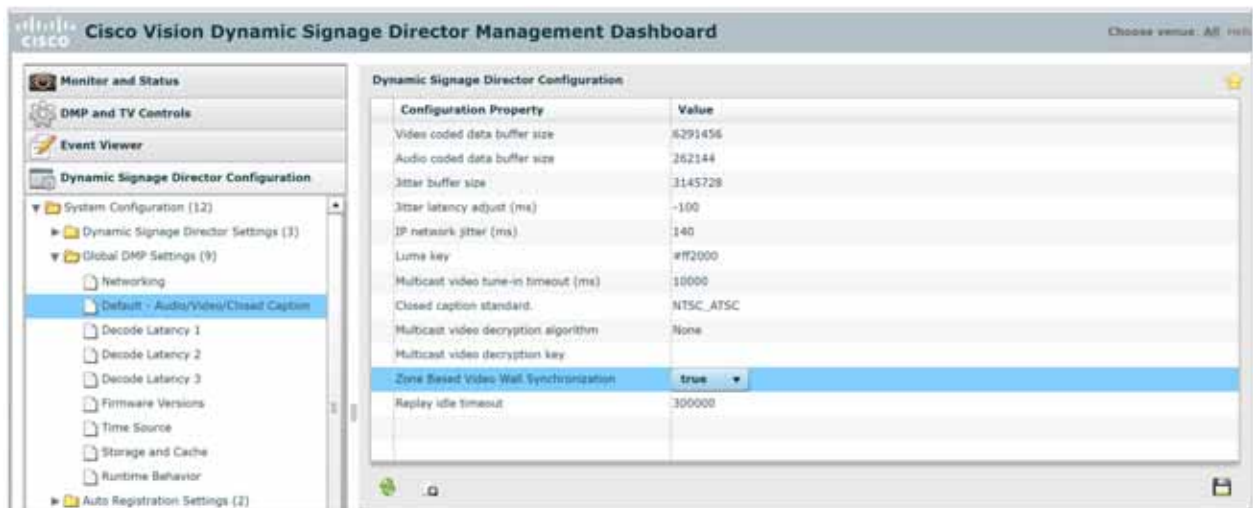 CISCO Cisco Vision Dynamic Signage Director Management Dashboard
Choose venue: All
Monitor and Status
DMP and TV Controls
Event Viewer
Dynamic Signage Director Configuration
System Configuration (12)
Dynamic Signage Director Settings (3)
Global DMP Settings (9)
Networking
Default - Audio/Video/Closed Caption
Decode Latency 1
Decode Latency 2
Decode Latency 3
Firmware Versions
Time Source
Storage and Cache
Runtime Behavior
Auto Registration Settings (2)
Dynamic Signage Director Configuration
Configuration Property Value
Video coded data buffer size 6291456
Audio coded data buffer size 262144
Jitter buffer size 3145728
Jitter latency adjust (ms) -100
IP network jitter (ms) 140
Luma key #ff2000
Multicast video tune-in timeout (ms) 10000
Closed caption standard. NTSC_ATSC
Multicast video decryption algorithm None
Multicast video decryption key
Zone Based Video Wall Synchronization true
Replay idle timeout 300000